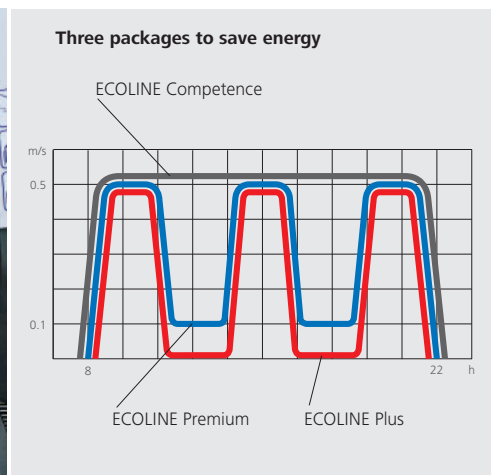 Three packages to save energy
ECOLINE Competence
m/s
0.5
0.1
8
22
h
ECOLINE Premium
ECOLINE Plus